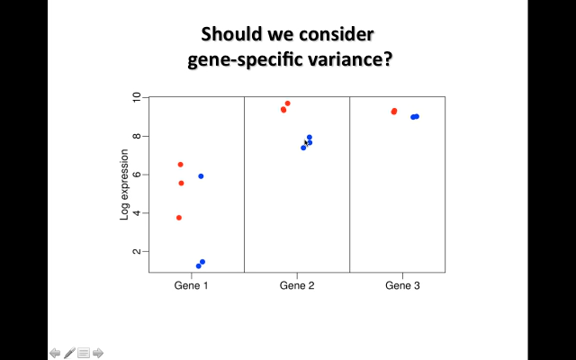 Should we consider
gene-specific variance?
10
8
6
4
2
Log expression
Gene 1
Gene 2
Gene 3